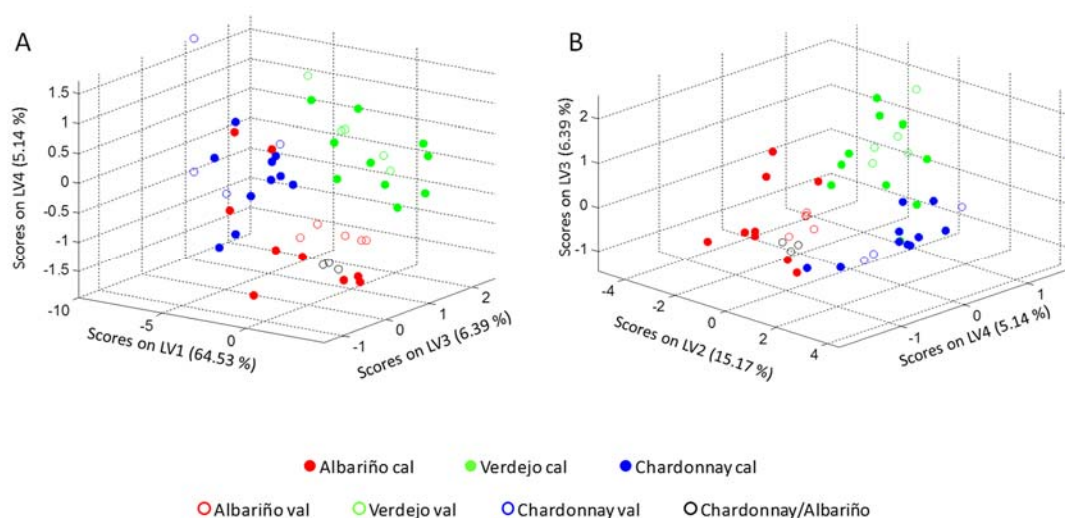 A
B
Scores on LV4 (5.14 %)
1.5
1
0.5
0
-0.5
-1
-1.5
-10
-5
0
Scores on LV1 (64.53 %)
-1
0
1
2
Scores on LV3 (6.39 %)
Scores on LV3 (6.39 %)
2
1
0
-1
-4
-2
0
2
4
Scores on LV2 (15.17 %)
-1
0
1
Scores on LV4 (5.14 %)
Albariño cal Verdejo cal Chardonnay cal
Albariño val Verdejo val Chardonnay val Chardonnay/Albariño